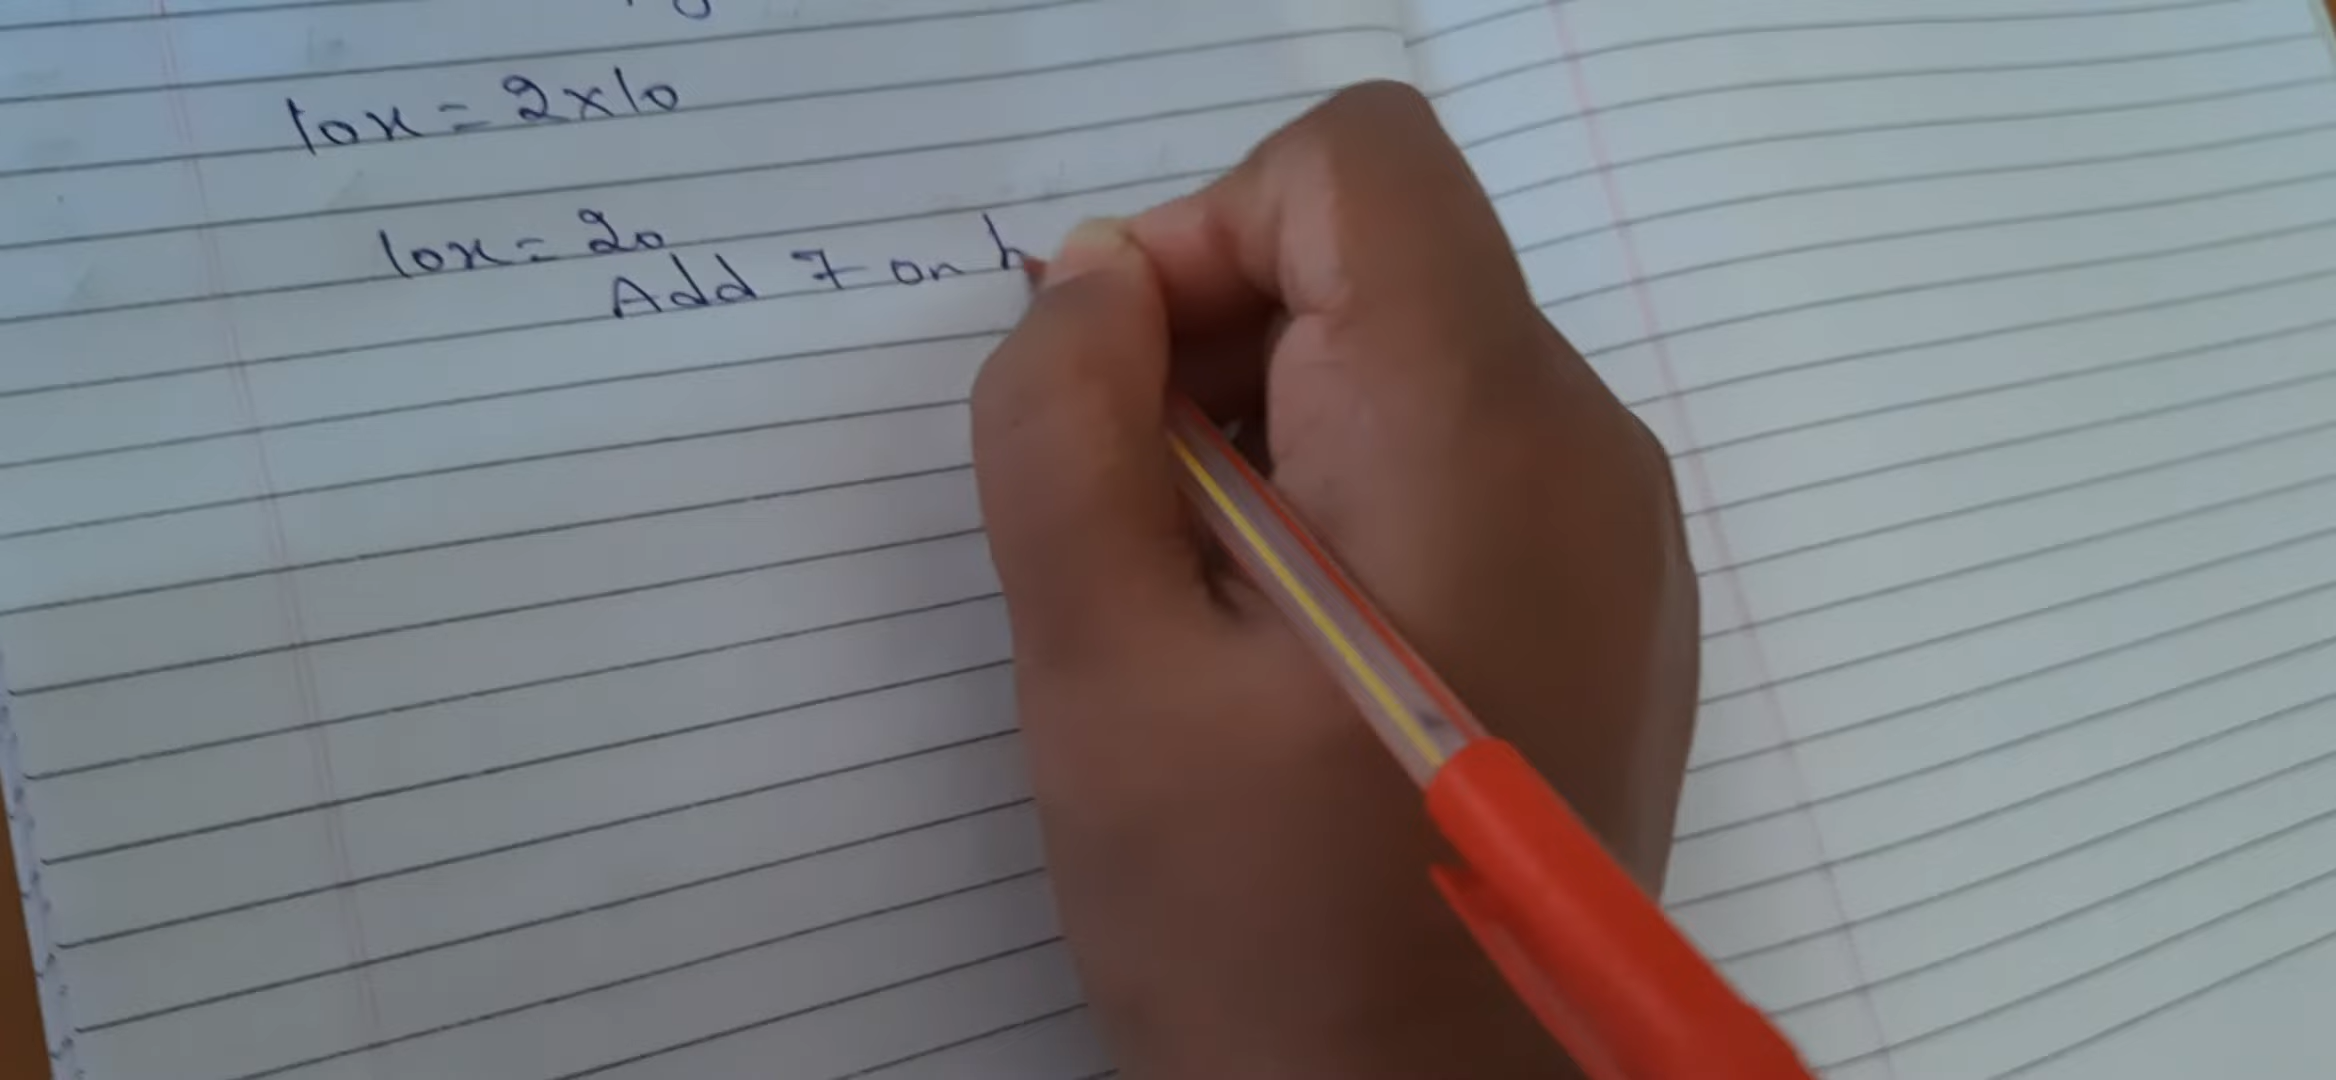 10x = 2x10
10x = 20
Add 7 on